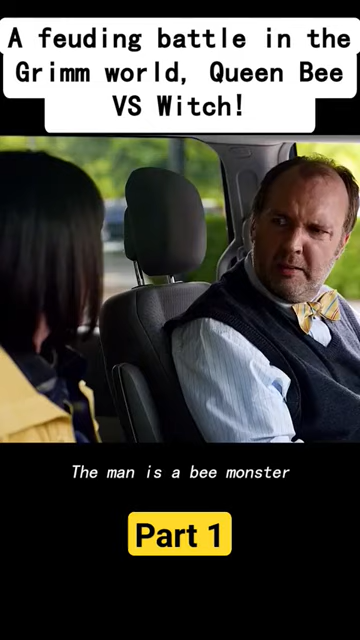 A feuding battle in the
Grimm world, Queen Bee
VS Witch!
The man is a bee monster
Part 1